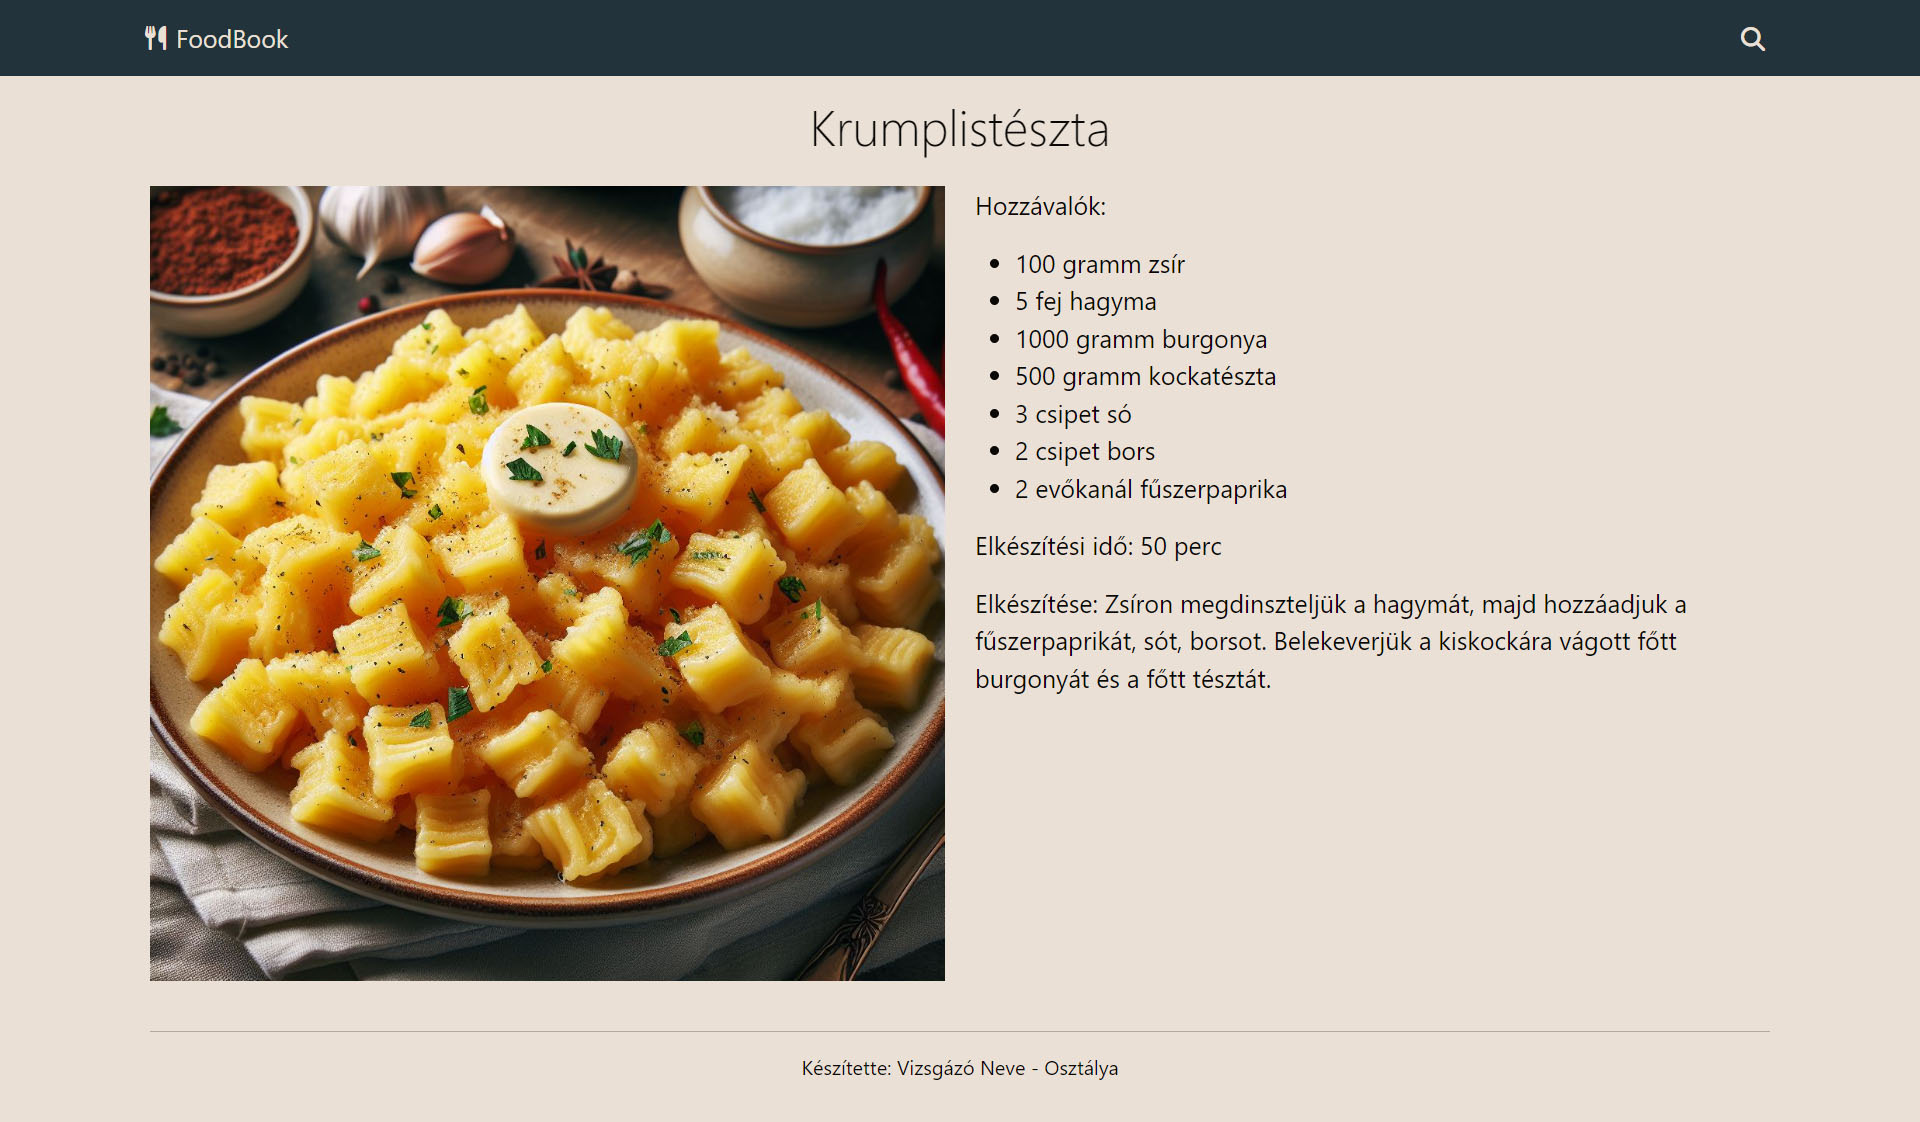 FoodBook
Krumplistészta
Hozzávalók:
100 gramm zsír
5 fej hagyma
1000 gramm burgonya
500 gramm kockatészta
3 csipet só
2 csipet bors
2 evőkanál fűszerpaprika
Elkészítési idő: 50 perc
Elkészítése: Zsíron megdinszteljük a hagymát, majd hozzáadjuk a
fűszerpaprikát, sót, borsot. Belekeverjük a kiskockára vágott főtt
burgonyát és a főtt tésztát.
Készítette: Vizsgázó Neve - Osztálya